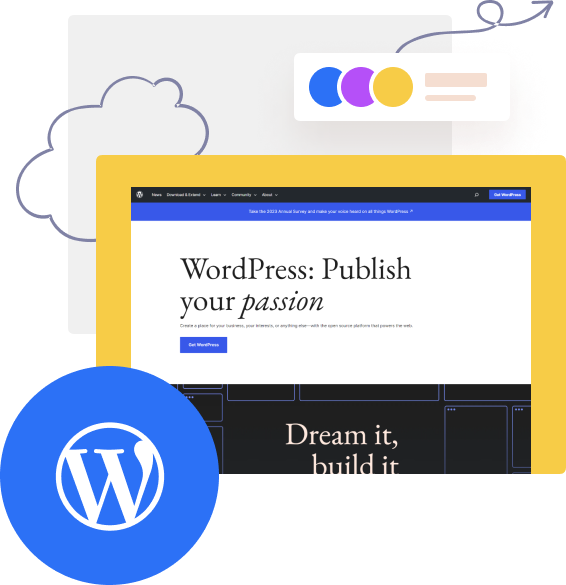 News Download & Extend Learn Community About Get WordPress
Take the 2023 Annual Survey and make your voice heard on all things WordPress ↗
WordPress: Publish
your passion
Create a place for your business, your interests, or anything else—with the open source platform that powers the web.
Get WordPress
Dream it,
build it